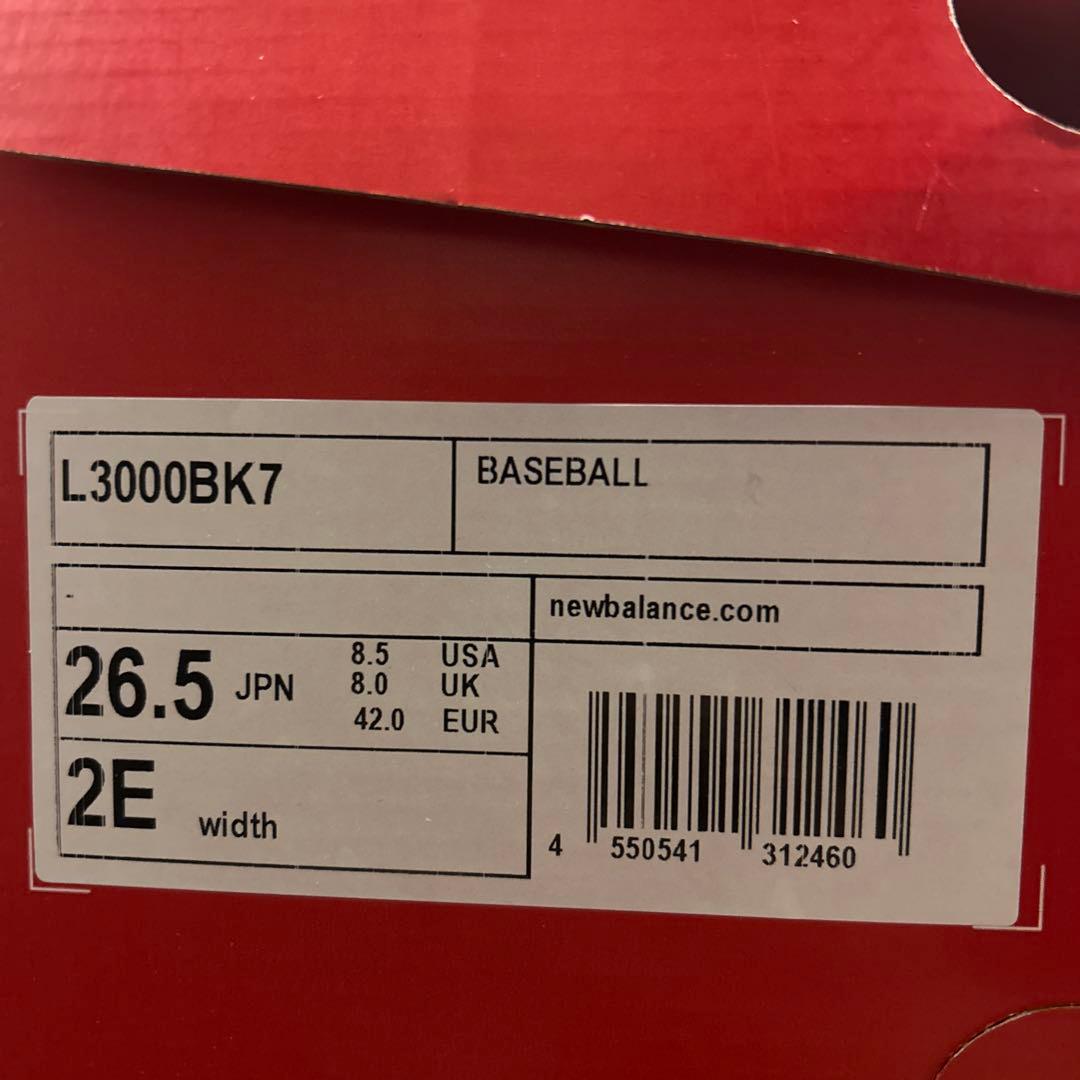 L3000BK7
BASEBALL
-
newbalance.com
26.5 JPN
8.5 USA
8.0 UK
42.0 EUR
2E width
4 550541 312460